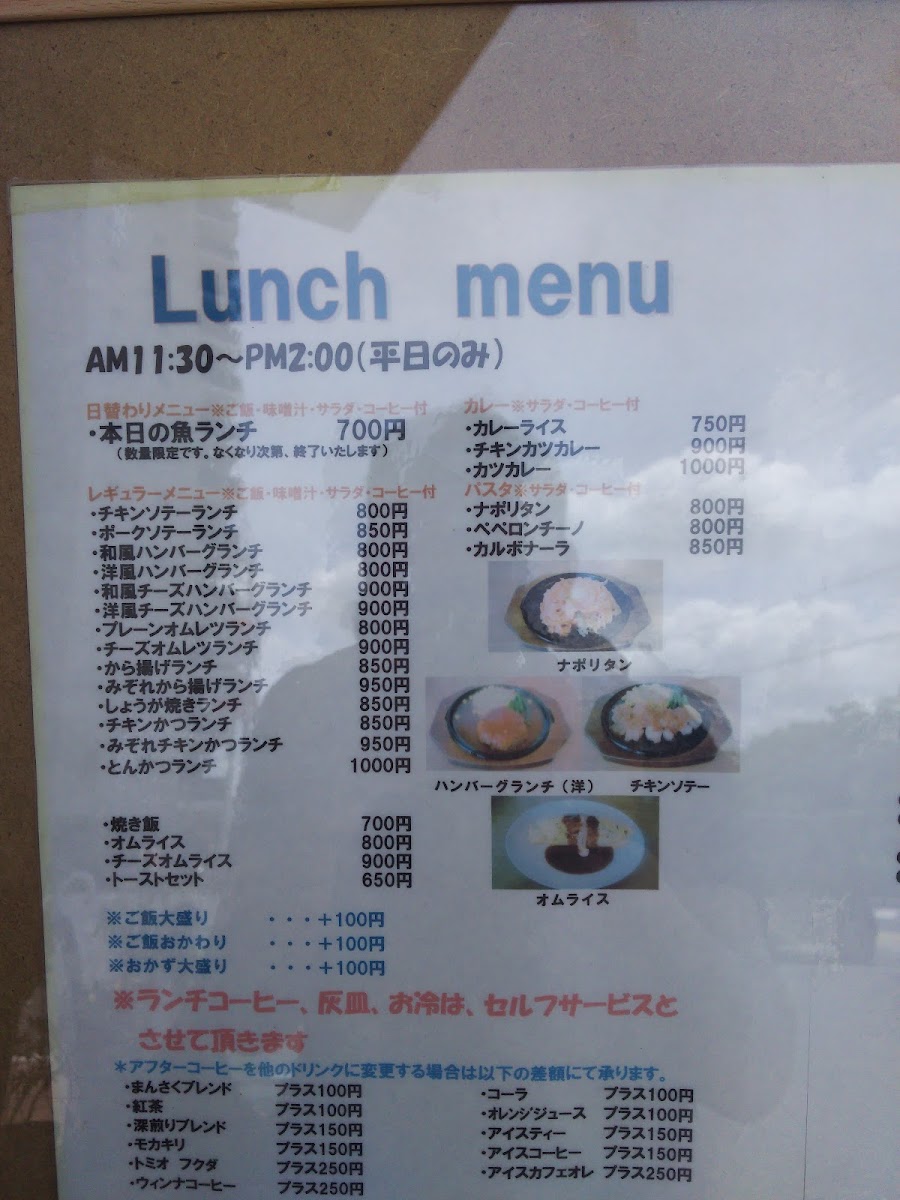 Lunch menu
AM11:30～PM2:00(平日のみ)
日替わりメニュー※ご飯・味噌汁・サラダ・コーヒー付
・本日の魚ランチ 700円
(数量限定です。なくなり次第、終了いたします)
レギュラーメニュー※ご飯・味噌汁・サラダ・コーヒー付
・チキンソテーランチ 800円
・ポークソテーランチ 850円
・和風ハンバーグランチ 800円
・洋風ハンバーグランチ 800円
・和風チーズハンバーグランチ 900円
・洋風チーズハンバーグランチ 900円
・プレーンオムレツランチ 800円
・チーズオムレツランチ 900円
・から揚げランチ 850円
・みぞれから揚げランチ 950円
・しょうが焼きランチ 850円
・チキンかつランチ 850円
・みぞれチキンかつランチ 950円
・とんかつランチ 1000円
・焼き飯 700円
・オムライス 800円
・チーズオムライス 900円
・トーストセット 650円
カレー※サラダ・コーヒー付
・カレーライス 750円
・チキンカツカレー 900円
・カツカレー 1000円
パスタ※サラダ・コーヒー付
・ナポリタン 800円
・ペペロンチーノ 800円
・カルボナーラ 850円
ナポリタン
ハンバーグランチ(洋) チキンソテー
オムライス
※ご飯大盛り ・・・＋100円
※ご飯おかわり ・・・＋100円
※おかず大盛り ・・・＋100円
※ランチコーヒー、灰皿、お冷は、セルフサービスと
させて頂きます
＊アフターコーヒーを他のドリンクに変更する場合は以下の差額にて承ります。
・まんさくブレンド プラス100円
・紅茶 プラス100円
・深煎りブレンド プラス150円
・モカキリ プラス150円
・トミオ フクダ プラス250円
・ウィンナコーヒー プラス250円
・コーラ プラス100円
・オレンジジュース プラス100円
・アイスティー プラス150円
・アイスコーヒー プラス150円
・アイスカフェオレ プラス250円